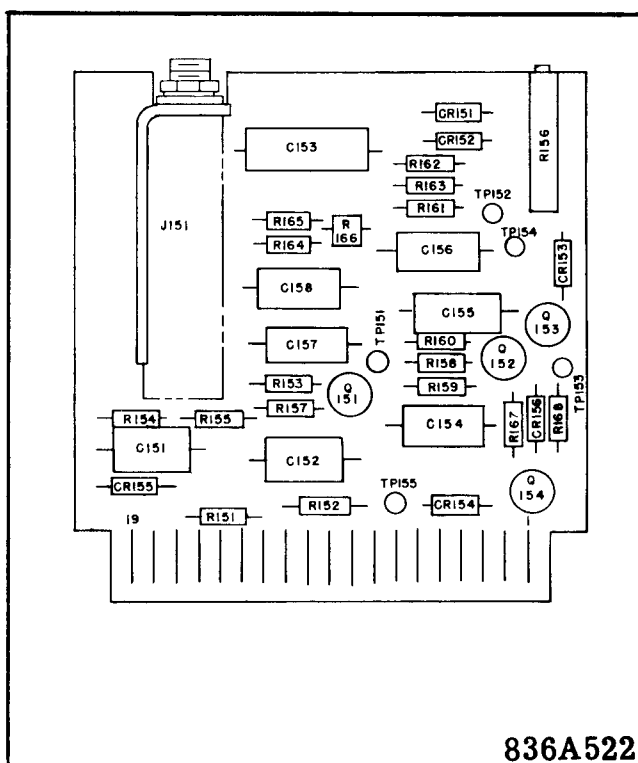 CR151
CR152
C153
R162
R156
R163
R161
TP152
R165
R
166
J151
R164
TP154
C156
CR153
C158
C155
TP151
Q
153
C157
R160
Q
152
R158
R153
Q
151
R159
TP153
R157
R154
R155
C154
R167
CR156
R168
C151
C152
CR155
TP155
Q
154
R152
CR154
19
R151
836A522